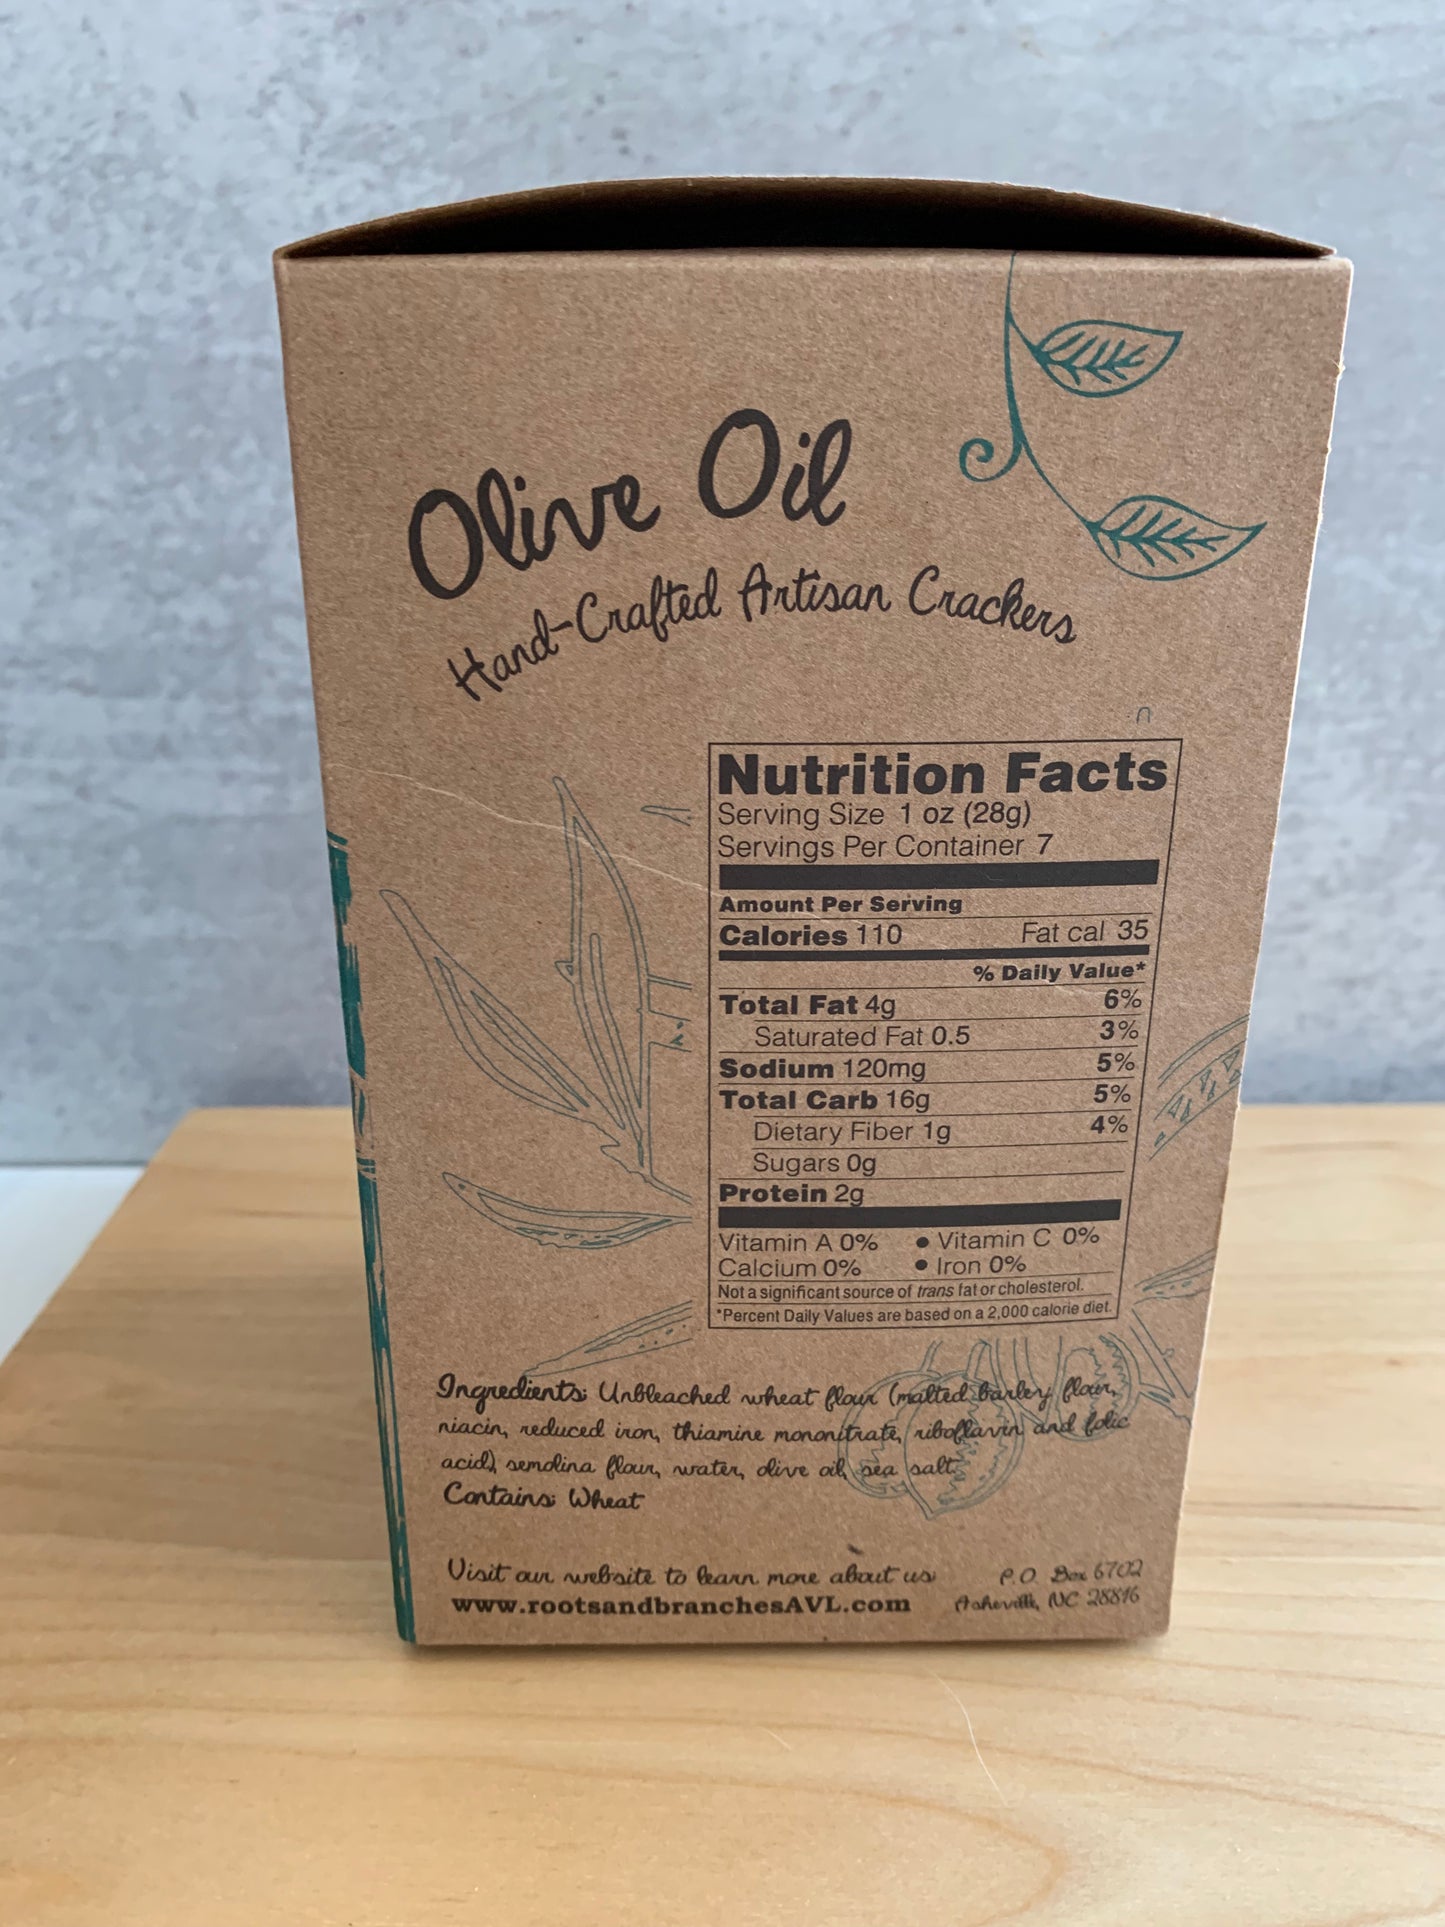 Olive Oil
Hand-Crafted Artisan Crackers
Nutrition Facts
Serving Size 1 oz (28g)
Servings Per Container 7
Amount Per Serving
Calories 110 Fat cal 35
% Daily Value*
Total Fat 4g 6%
Saturated Fat 0.5 3%
Sodium 120mg 5%
Total Carb 16g 5%
Dietary Fiber 1g 4%
Sugars 0g
Protein 2g
Vitamin A 0% • Vitamin C 0%
Calcium 0% • Iron 0%
Not a significant source of trans fat or cholesterol.
*Percent Daily Values are based on a 2,000 calorie diet.
Ingredients: Unbleached wheat flour (malted barley flour,
niacin, reduced iron, thiamine mononitrate, riboflavin and folic
acid), semolina flour, water, olive oil, sea salt.
Contains: Wheat
Visit our website to learn more about us:
www.rootsandbranchesAVL.com
P.O. Box 6702
Asheville, NC 28816